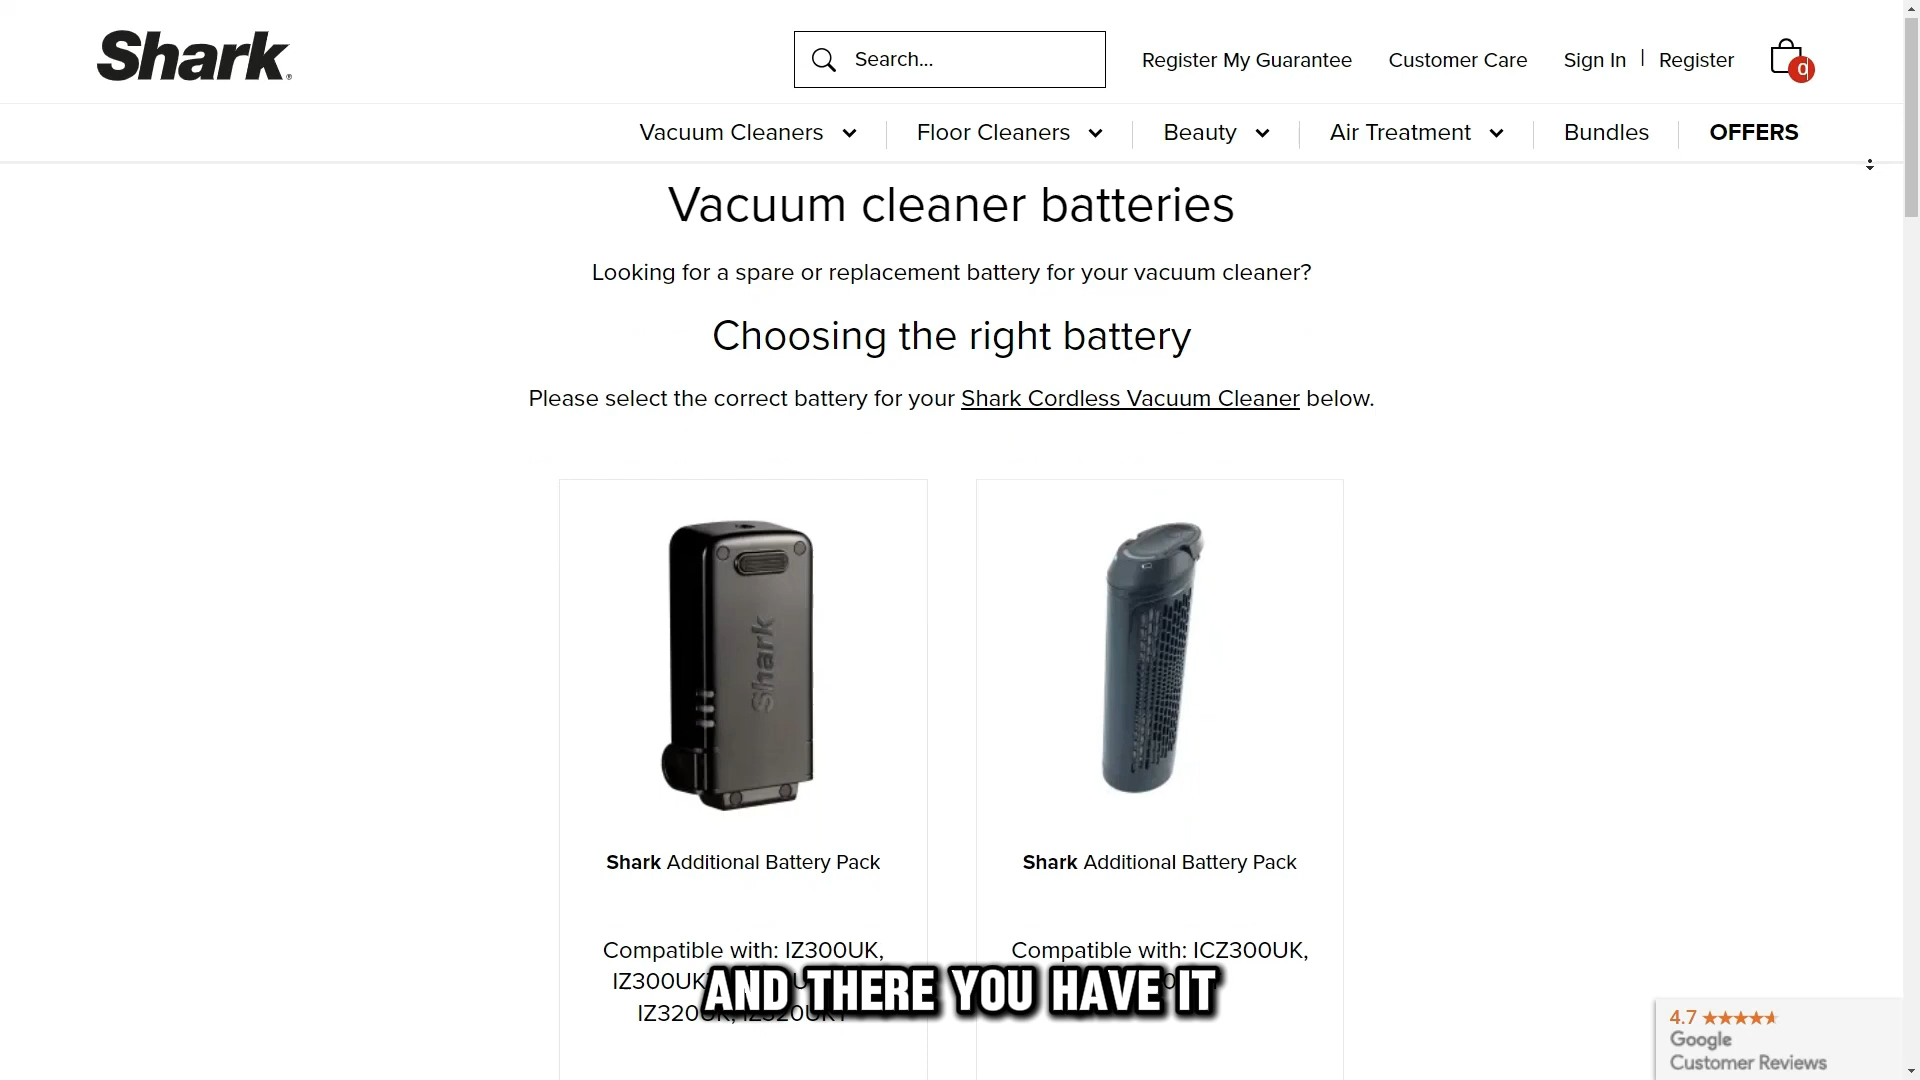 Shark
Search...
Register My Guarantee
Customer Care
Sign In | Register
0
Vacuum Cleaners
Floor Cleaners
Beauty
Air Treatment
Bundles
OFFERS
Vacuum cleaner batteries
Looking for a spare or replacement battery for your vacuum cleaner?
Choosing the right battery
Please select the correct battery for your Shark Cordless Vacuum Cleaner below.
Shark
Shark Additional Battery Pack
Compatible with: IZ300UK,
IZ300UK
IZ320UK, IZ320UKT
Shark Additional Battery Pack
Compatible with: ICZ300UK,
AND THERE YOU HAVE IT
4.7
Google
Customer Reviews